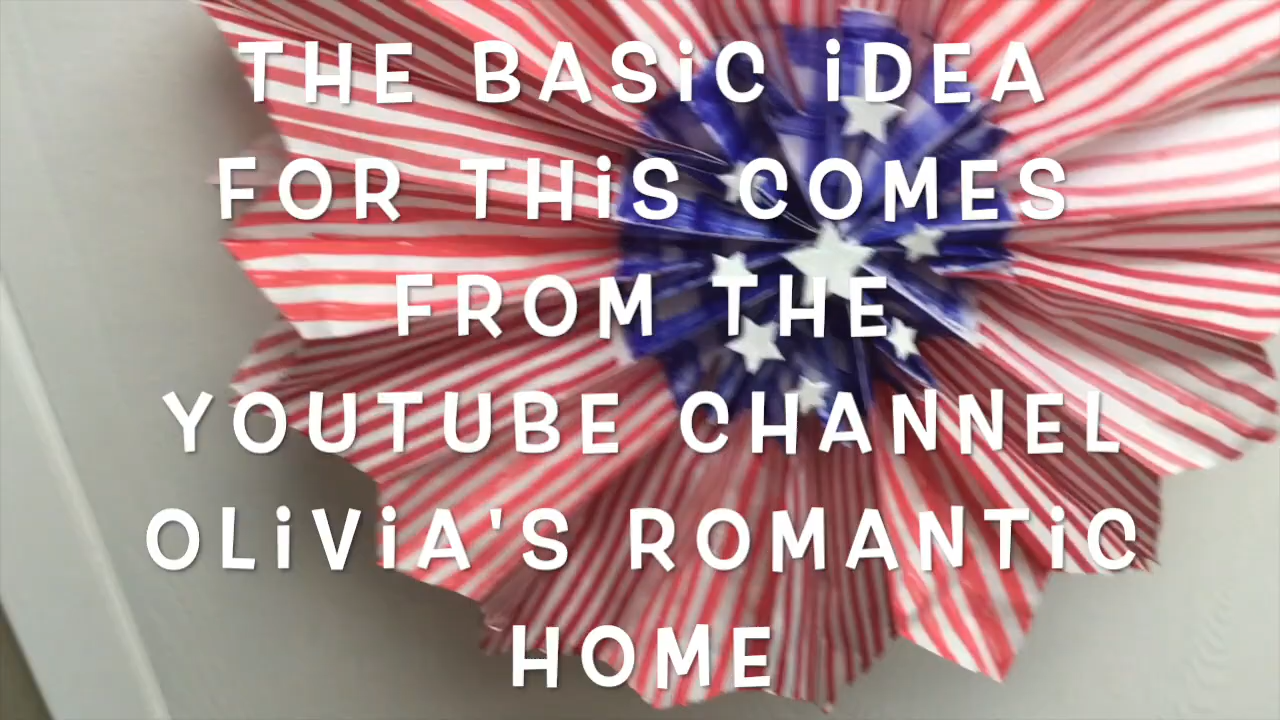 THE BASiC iDEA
FOR THiS COMES
FROM THE
YOUTUBE CHANNEL
OLiViA'S ROMANTiC
HOME